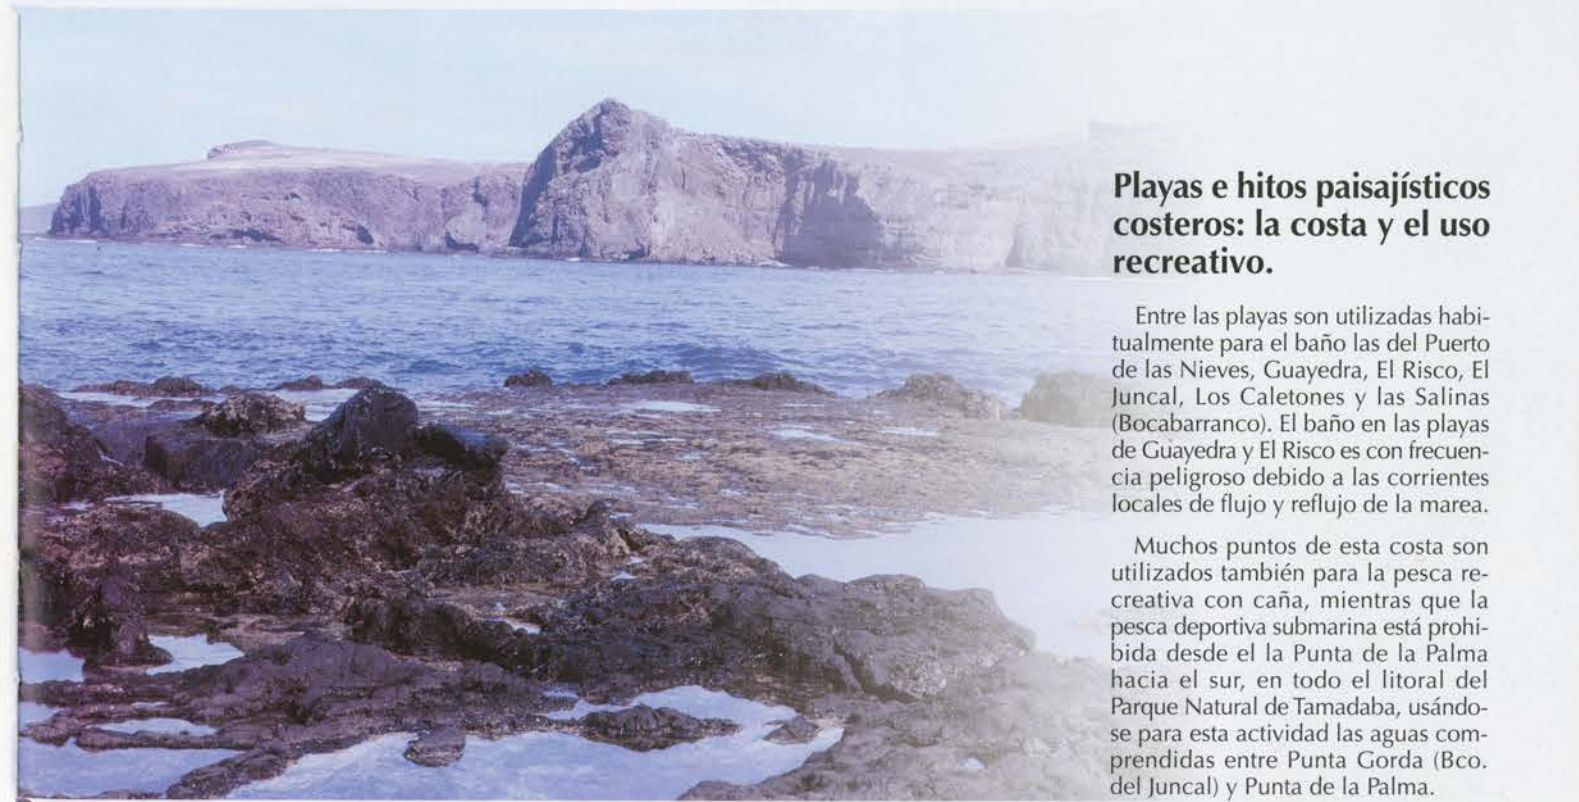 Playas e hitos paisajísticos
costeros: la costa y el uso
recreativo.
Entre las playas son utilizadas habi-
tualmente para el baño las del Puerto
de las Nieves, Guayedra, El Risco, El
Juncal, Los Caletones y las Salinas
(Bocabarranco). El baño en las playas
de Guayedra y El Risco es con frecuen-
cia peligroso debido a las corrientes
locales de flujo y reflujo de la marea.
Muchos puntos de esta costa son
utilizados también para la pesca re-
creativa con caña, mientras que la
pesca deportiva submarina está prohi-
bida desde el la Punta de la Palma
hacia el sur, en todo el litoral del
Parque Natural de Tamadaba, usándo-
se para esta actividad las aguas com-
prendidas entre Punta Gorda (Bco.
del Juncal) y Punta de la Palma.